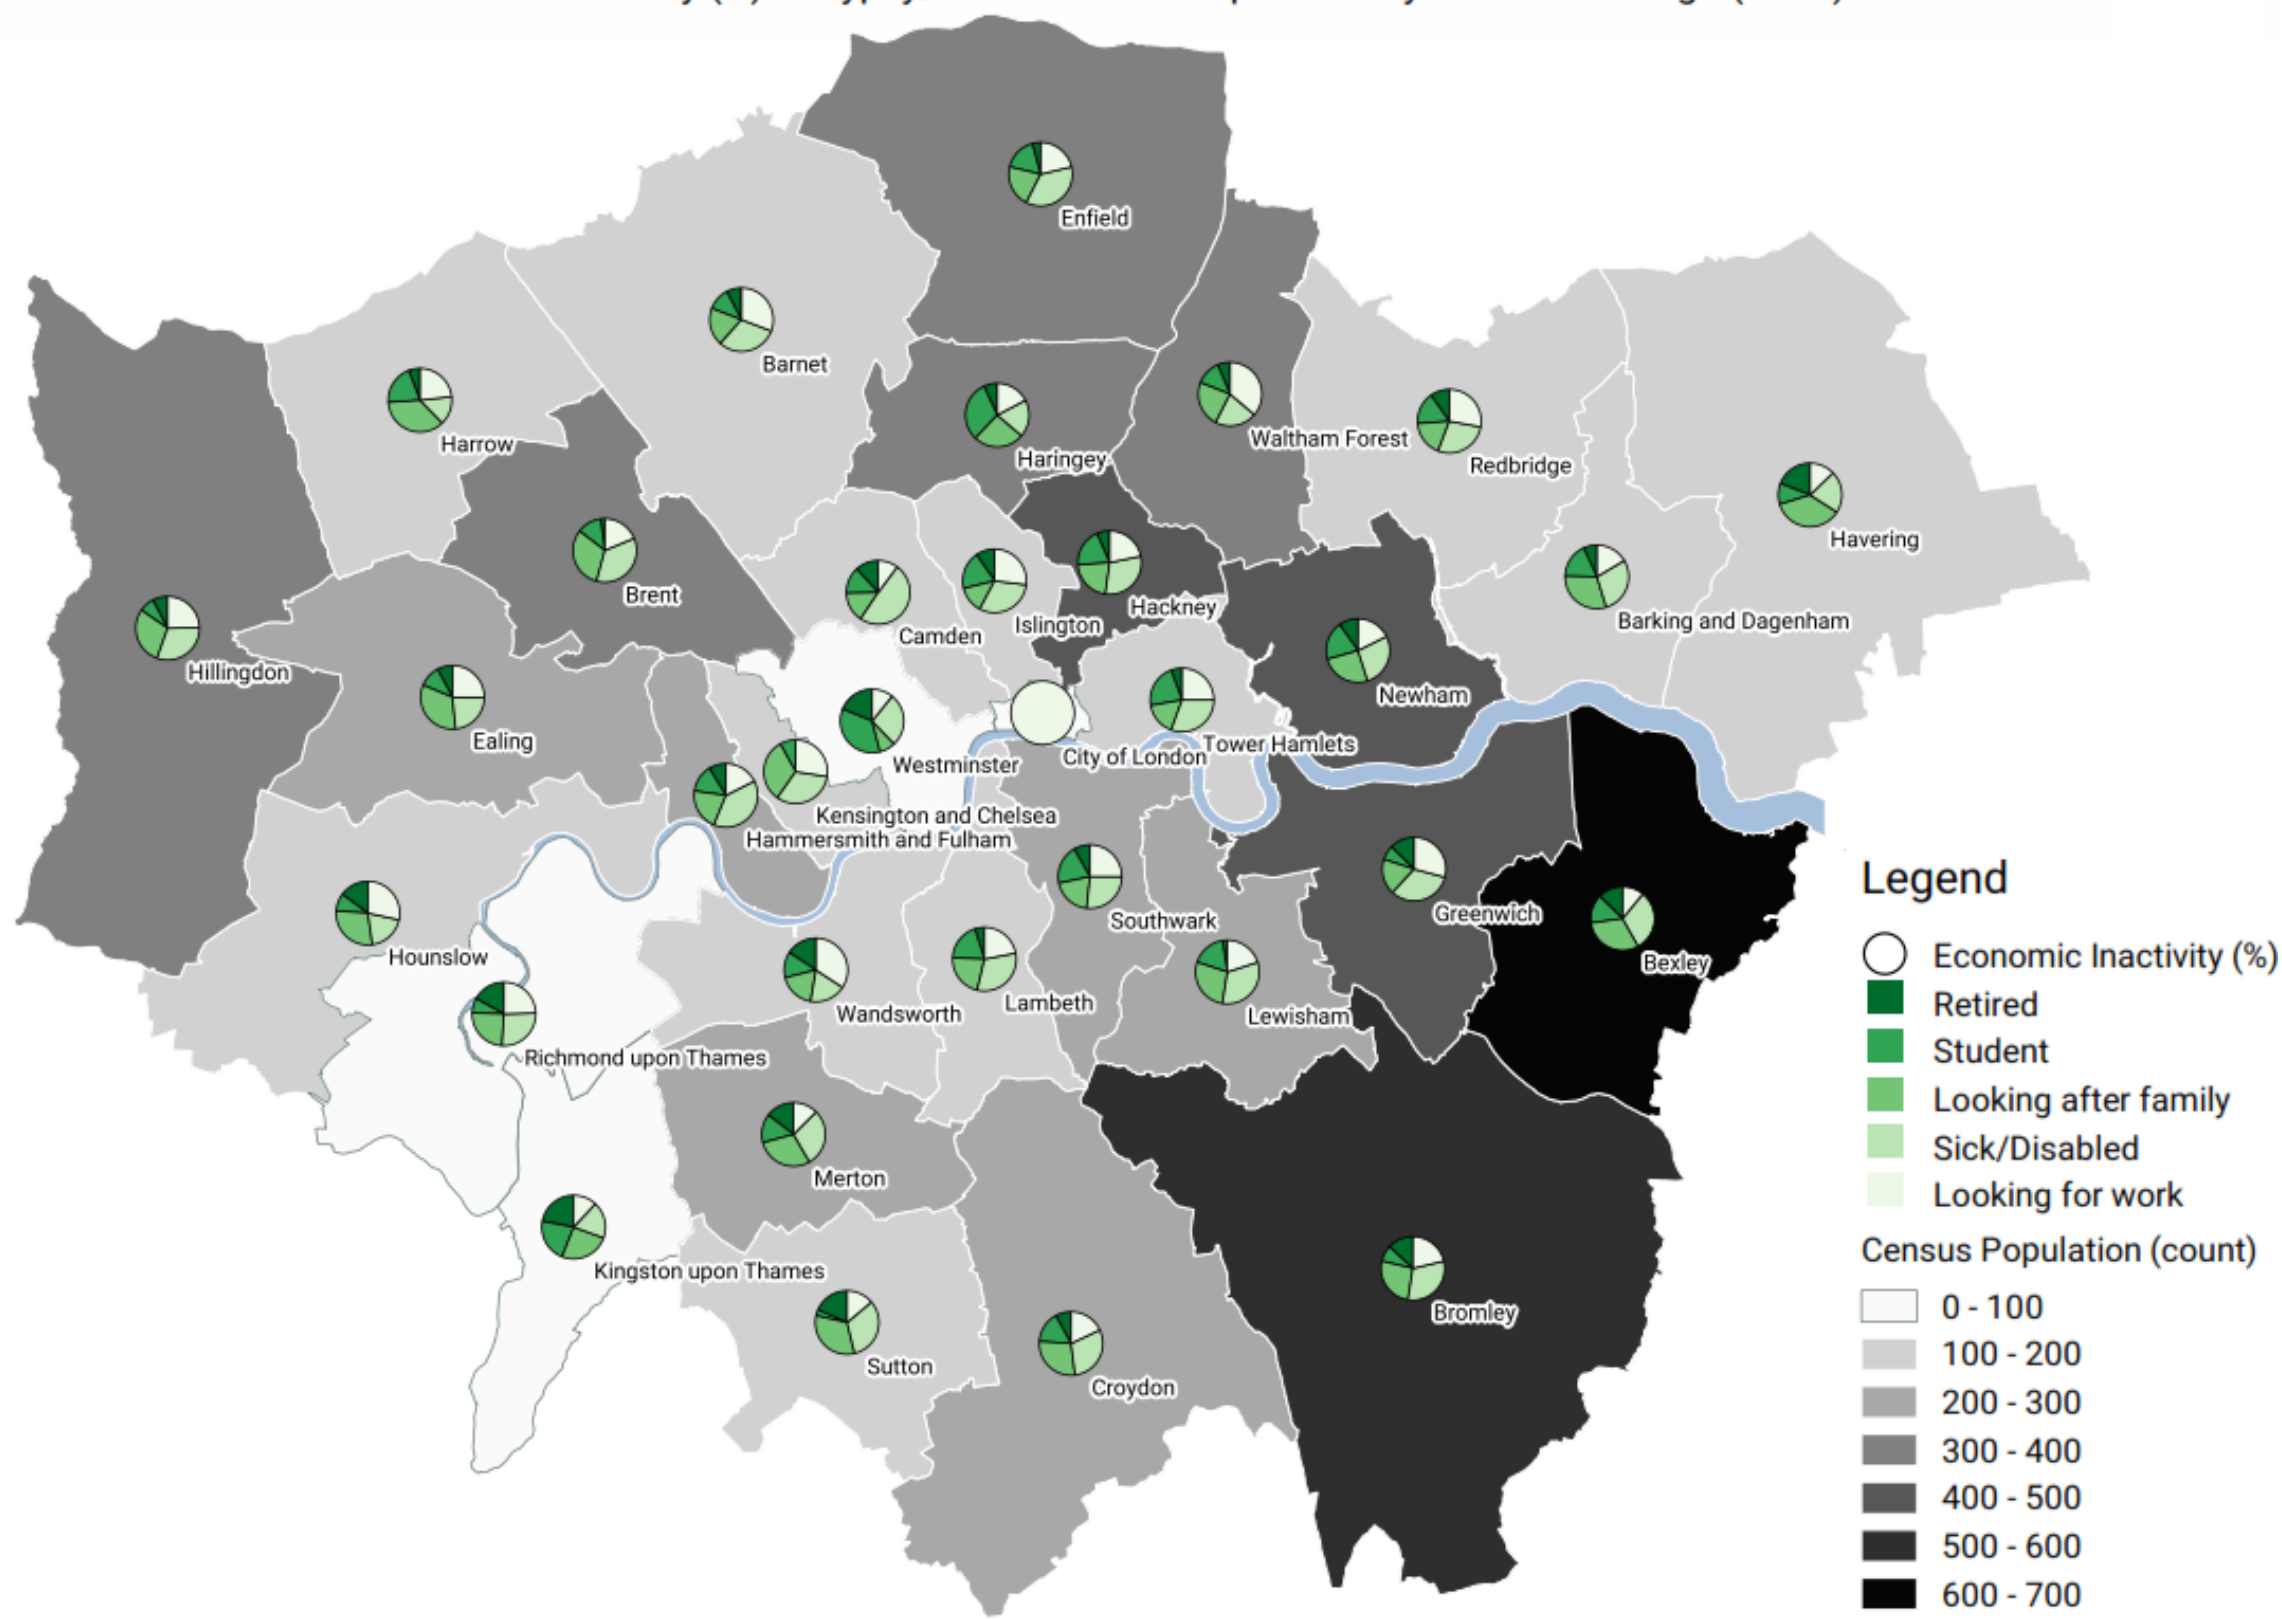 Enfield
Barnet
Harrow
Haringey
Waltham Forest
Redbridge
Havering
Brent
Camden
Islington
Hackney
Barking and Dagenham
Hillingdon
Ealing
Newham
Westminster
City of London
Tower Hamlets
Kensington and Chelsea
Hammersmith and Fulham
Hounslow
Southwark
Greenwich
Bexley
Wandsworth
Lambeth
Lewisham
Richmond upon Thames
Merton
Kingston upon Thames
Sutton
Croydon
Bromley
Legend
Economic Inactivity (%)
Retired
Student
Looking after family
Sick/Disabled
Looking for work
Census Population (count)
0 - 100
100 - 200
200 - 300
300 - 400
400 - 500
500 - 600
600 - 700